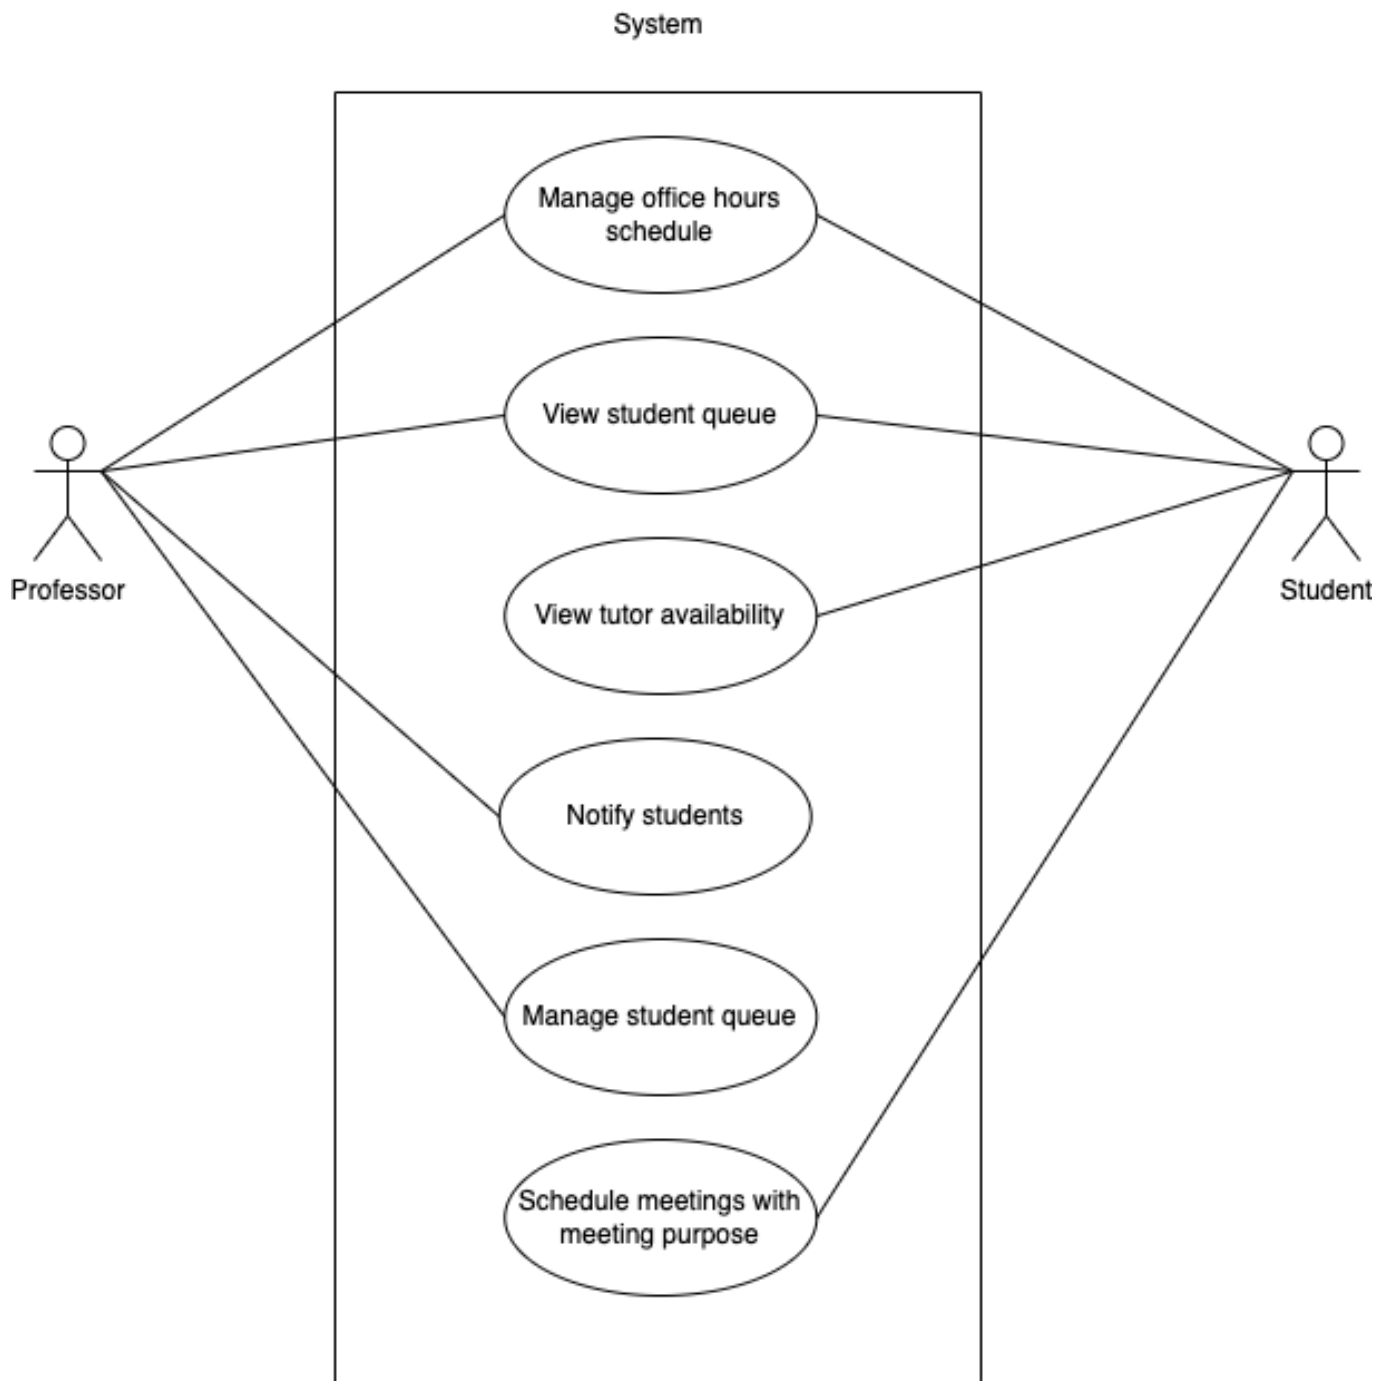 System
Manage office hours
schedule
View student queue
Professor
Student
View tutor availability
Notify students
Manage student queue
Schedule meetings with
meeting purpose